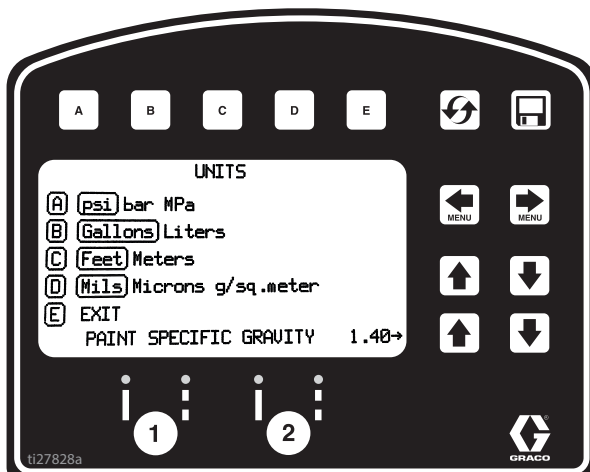 A B C D E
UNITS
A psi bar MPa
B Gallons Liters
C Feet Meters
D Mils Microns g/sq.meter
E EXIT
PAINT SPECIFIC GRAVITY 1.40→
MENU MENU
1 2
ti27828a
GRACO